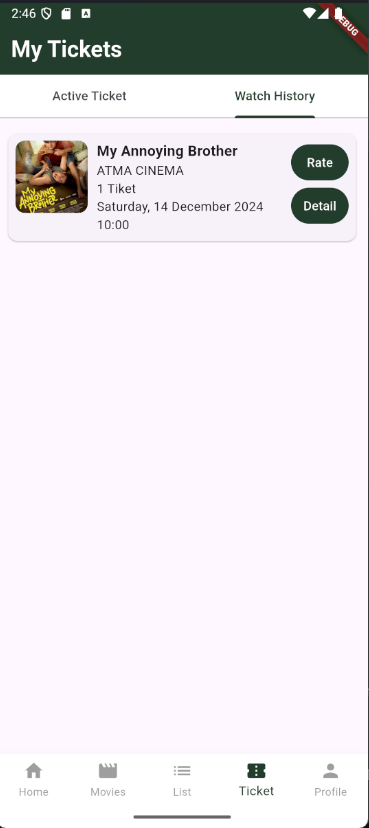 2:46
A
DEBUG
My Tickets
Active Ticket
Watch History
MY ANNOYING BROTHER
My Annoying Brother
ATMA CINEMA
1 Tiket
Saturday, 14 December 2024
10:00
Rate
Detail
Home
Movies
List
Ticket
Profile